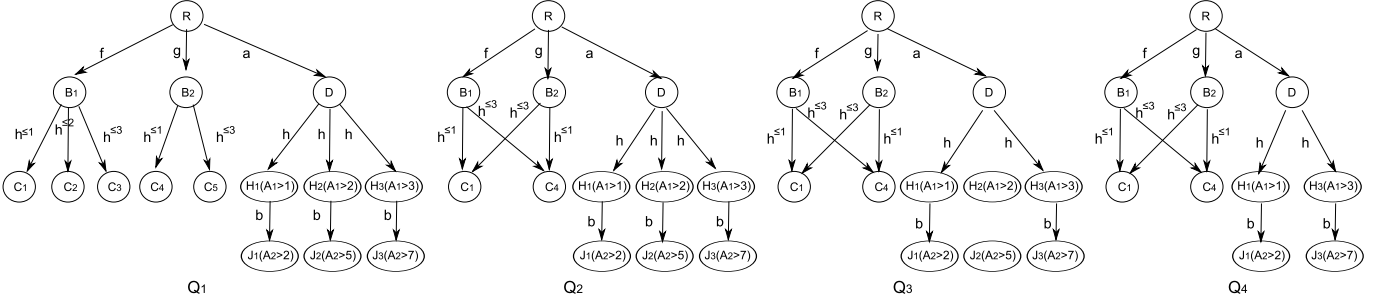 R R R R
f g a f g a f g a f g a
B1 B2 D B1 B2 D B1 B2 D B1 B2 D
h≤3 h≤3 h≤3 h≤3 h≤3 h≤3
h≤1 h≤2 h≤3 h≤1 h≤3 h h h h≤1 h≤1 h h h h≤1 h≤1 h h h≤1 h≤1 h h
C1 C2 C3 C4 C5 H1(A1>1) H2(A1>2) H3(A1>3) C1 C4 H1(A1>1) H2(A1>2) H3(A1>3) C1 C4 H1(A1>1) H2(A1>2) H3(A1>3) C1 C4 H1(A1>1) H3(A1>3)
b b b b b b b b b b
J1(A2>2) J2(A2>5) J3(A2>7) J1(A2>2) J2(A2>5) J3(A2>7) J1(A2>2) J2(A2>5) J3(A2>7) J1(A2>2) J3(A2>7)
Q1 Q2 Q3 Q4